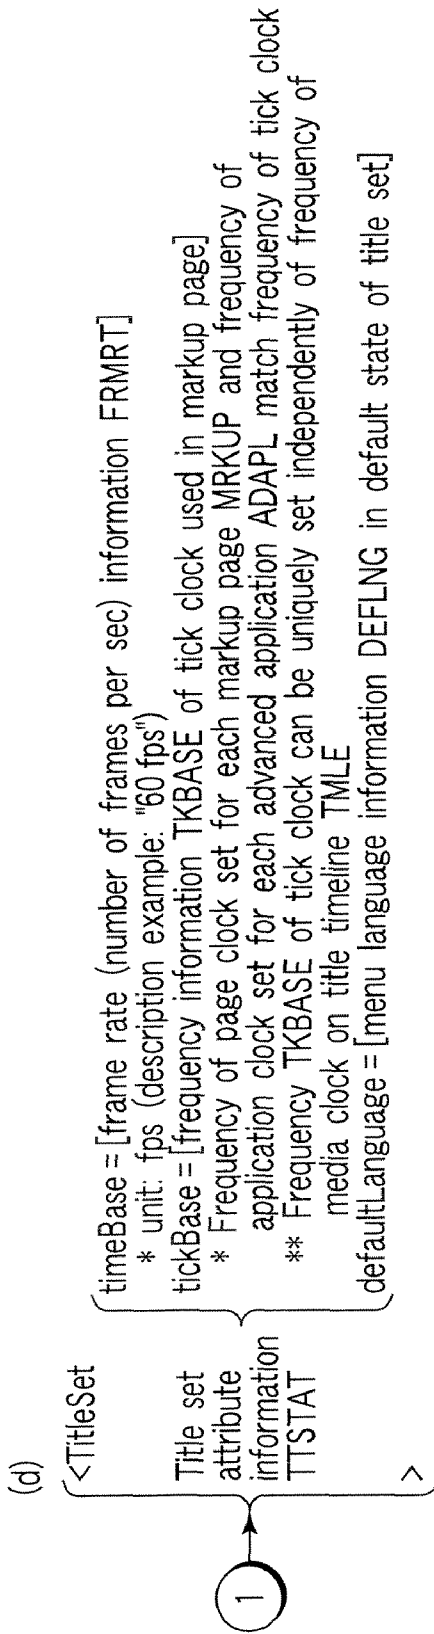 (d)
1
<TitleSet
Title set
attribute
information
TTSTAT
>
timeBase = [frame rate (number of frames per sec) information FRMRT]
* unit: fps (description example: "60 fps")
tickBase = [frequency information TKBASE of tick clock used in markup page]
* Frequency of page clock set for each markup page MRKUP and frequency of
application clock set for each advanced application ADAPL match frequency of tick clock
** Frequency TKBASE of tick clock can be uniquely set independently of frequency of
media clock on title timeline TMLE
defaultLanguage = [menu language information DEFLNG in default state of title set]